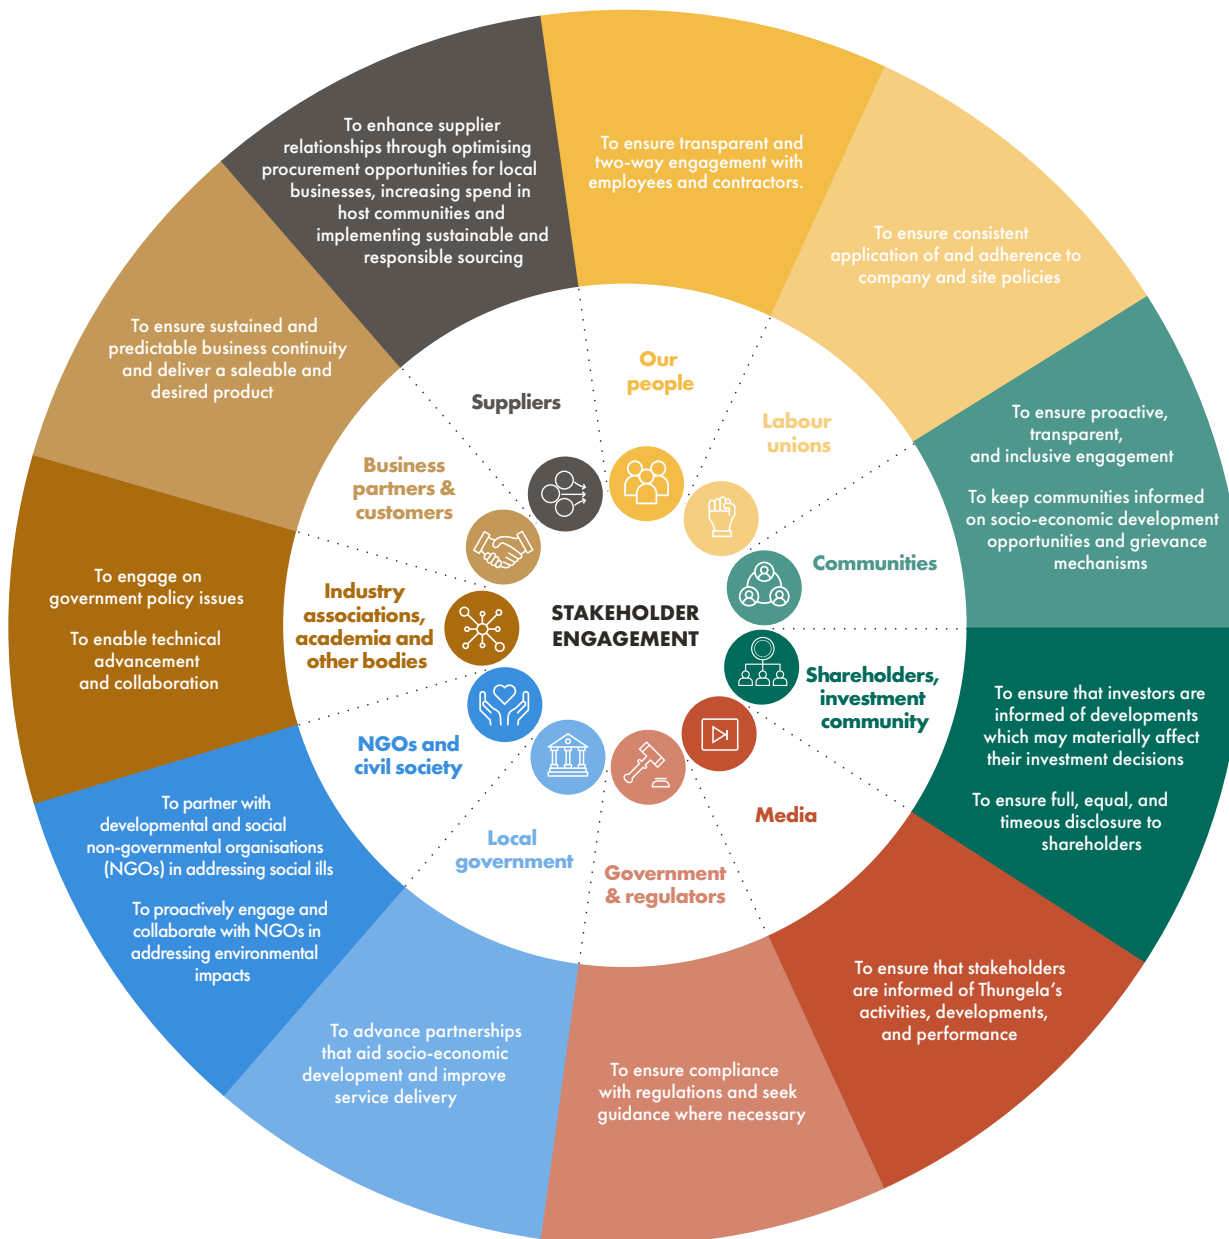 STAKEHOLDER
ENGAGEMENT
Our
people
To ensure transparent and
two-way engagement with
employees and contractors.
Labour
unions
To ensure consistent
application of and adherence to
company and site policies
Communities
To ensure proactive,
transparent,
and inclusive engagement
To keep communities informed
on socio-economic development
opportunities and grievance
mechanisms
Shareholders,
investment
community
To ensure that investors are
informed of developments
which may materially affect
their investment decisions
To ensure full, equal, and
timeous disclosure to
shareholders
Media
To ensure that stakeholders
are informed of Thungela's
activities, developments,
and performance
Government
& regulators
To ensure compliance
with regulations and seek
guidance where necessary
Local
government
To advance partnerships
that aid socio-economic
development and improve
service delivery
NGOs and
civil society
To partner with
developmental and social
non-governmental organisations
(NGOs) in addressing social ills
To proactively engage and
collaborate with NGOs in
addressing environmental
impacts
Industry
associations,
academia and
other bodies
To engage on
government policy issues
To enable technical
advancement
and collaboration
Business
partners &
customers
To ensure sustained and
predictable business continuity
and deliver a saleable and
desired product
Suppliers
To enhance supplier
relationships through optimising
procurement opportunities for local
businesses, increasing spend in
host communities and
implementing sustainable and
responsible sourcing